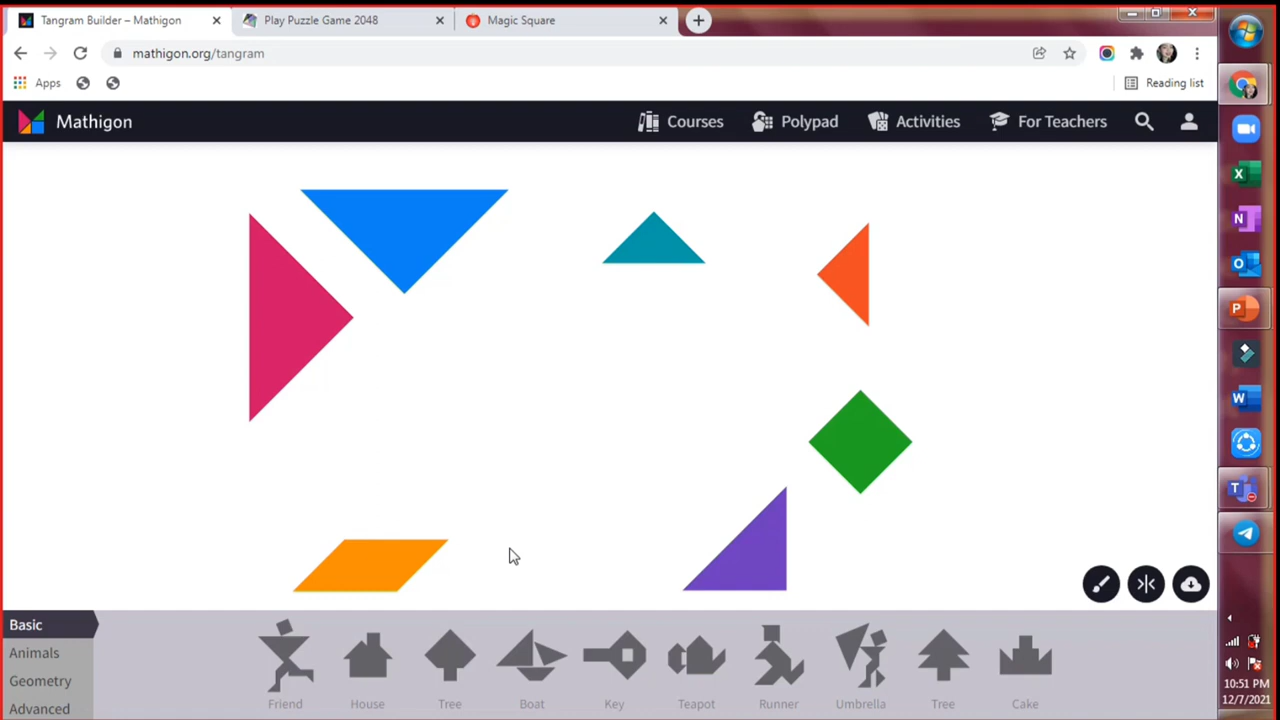 Tangram Builder – Mathigon
Play Puzzle Game 2048
Magic Square
mathigon.org/tangram
Apps
Reading list
Mathigon
Courses
Polypad
Activities
For Teachers
Basic
Animals
Geometry
Advanced
Friend
House
Tree
Boat
Key
Teapot
Runner
Umbrella
Tree
Cake
10:51 PM
12/7/2021